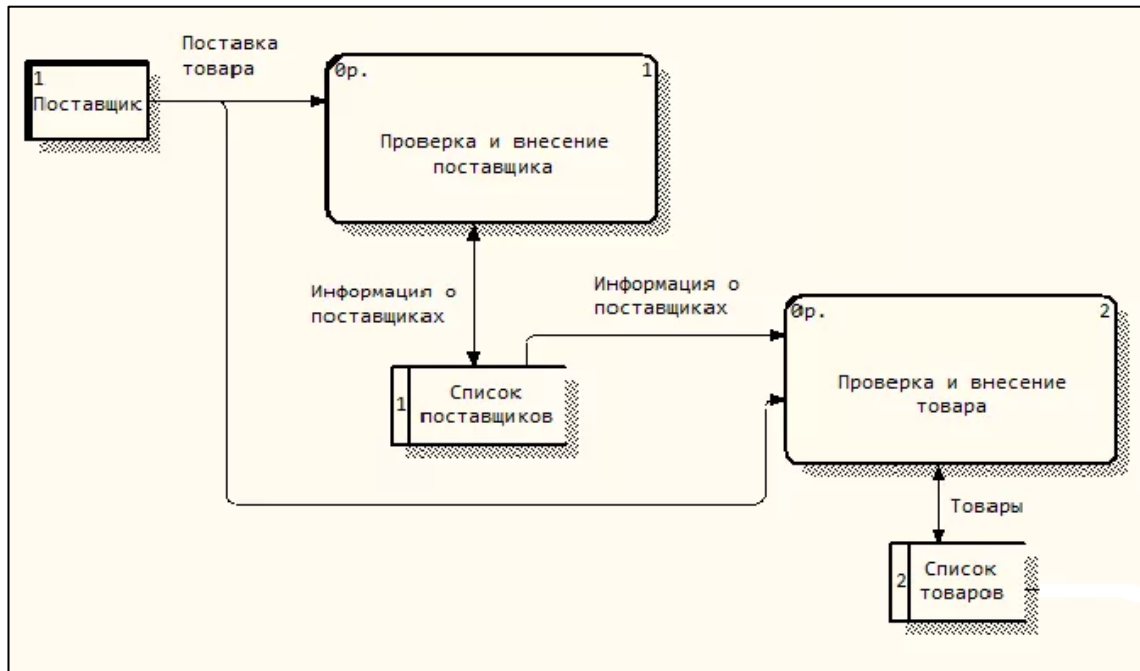 Поставка
товара
1
Поставщик
0р.
1
Проверка и внесение
поставщика
Информация о
поставщиках
Информация о
поставщиках
0р.
2
Проверка и внесение
товара
1
Список
поставщиков
Товары
2
Список
товаров